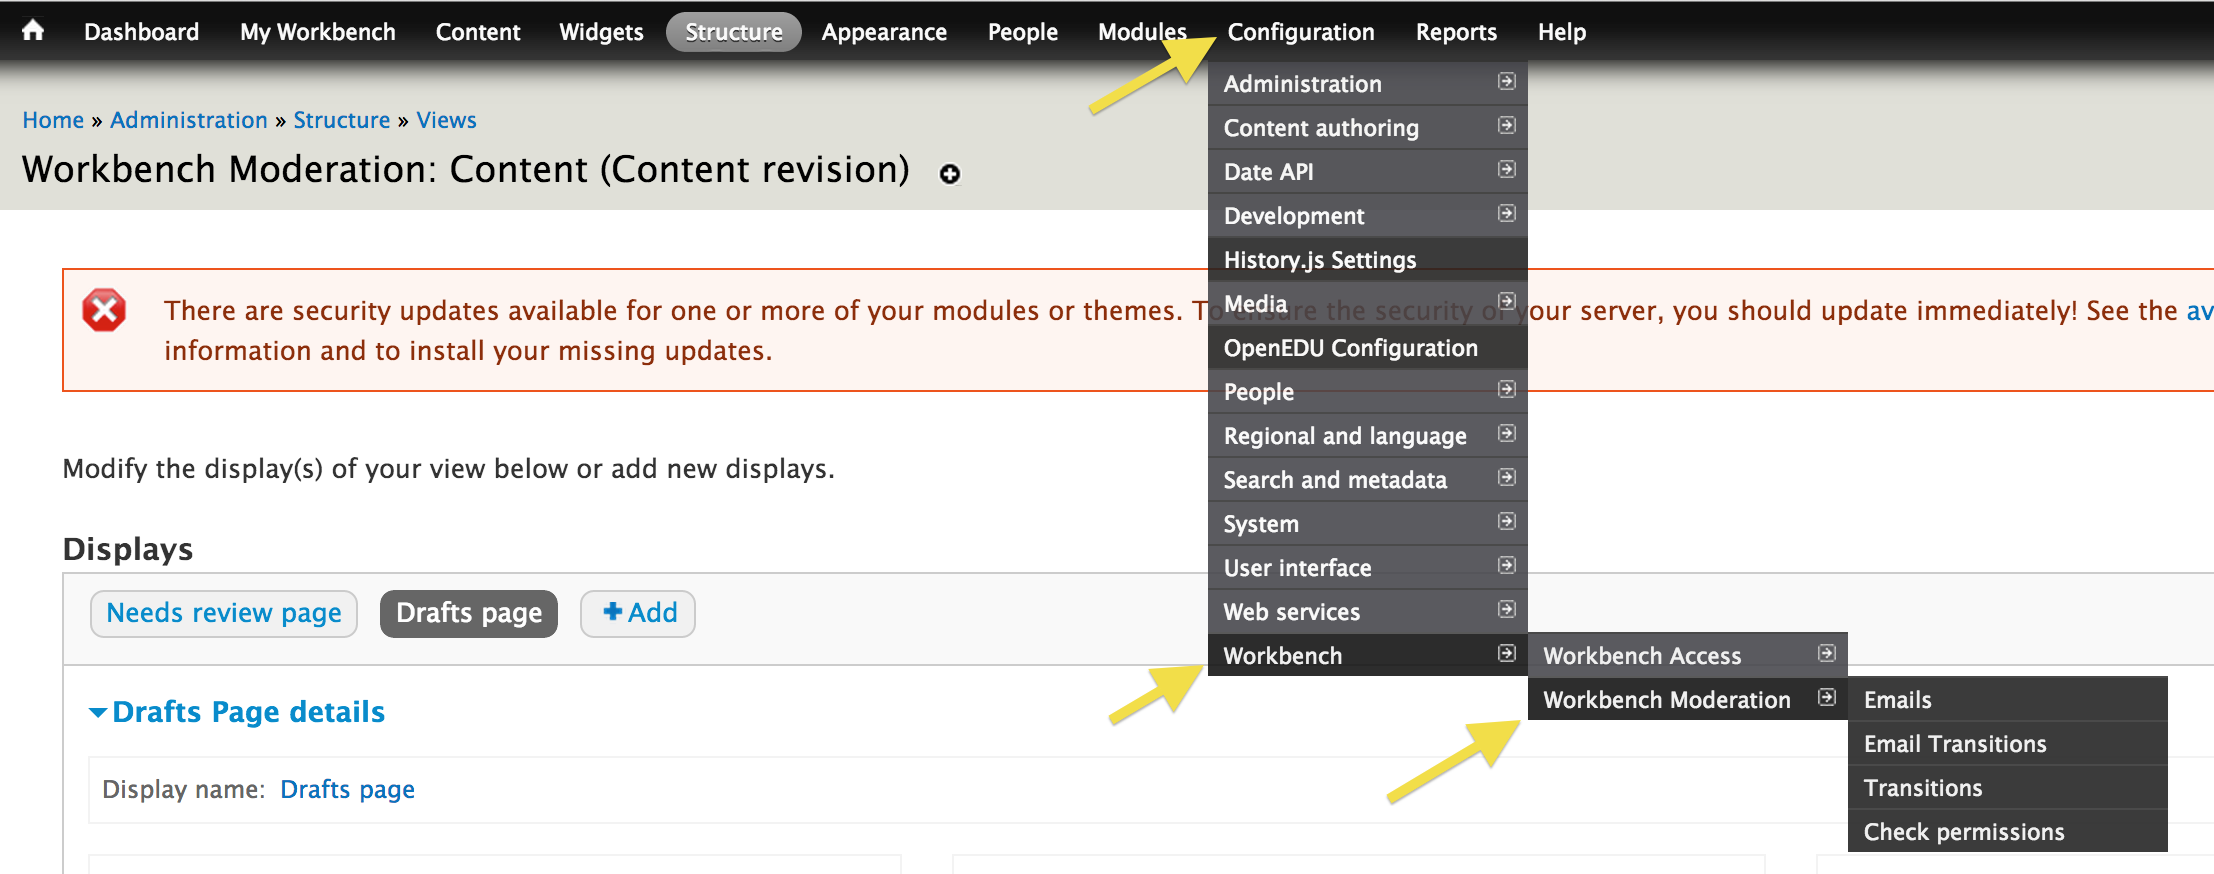 Dashboard My Workbench Content Widgets Structure Appearance People Modules Configuration Reports Help
Home » Administration » Structure » Views
Workbench Moderation: Content (Content revision)
There are security updates available for one or more of your modules or themes. To ensure the security of your server, you should update immediately! See the av
information and to install your missing updates.
Modify the display(s) of your view below or add new displays.
Displays
Needs review page Drafts page Add
Drafts Page details
Display name: Drafts page
Administration
Content authoring
Date API
Development
History.js Settings
Media
OpenEDU Configuration
People
Regional and language
Search and metadata
System
User interface
Web services
Workbench
Workbench Access
Workbench Moderation
Emails
Email Transitions
Transitions
Check permissions